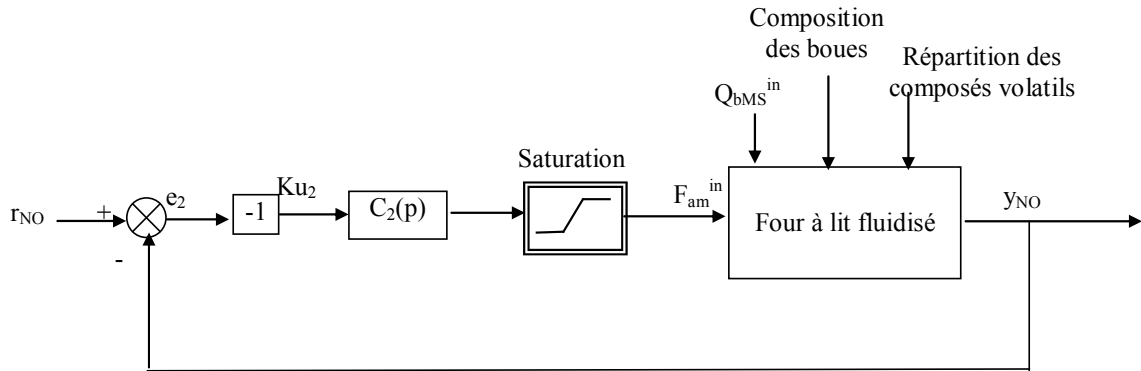 Composition
des boues
Répartition des
composés volatils
Q_bMS^in
Saturation
r_NO
+
-
e_2
-1
Ku_2
C_2(p)
F_am^in
Four à lit fluidisé
y_NO